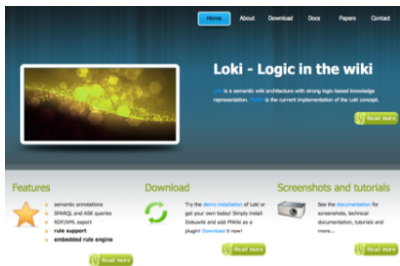 Home About Download Docs Papers Contact
Loki - Logic in the wiki
Loki is a semantic wiki architecture with strong logic-based knowledge
representation. PlWiki is the current implementation of the Loki concept.
Read more
Features
semantic annotations
SPARQL and ASK queries
RDF/XML export
rule support
embedded rule engine
Read more
Download
Try the demo installation of Loki or
get your own today! Simply install
Dokuwiki and add PlWiki as a
plugin! Download it now!
Read more
Screenshots and tutorials
See the documentation for
screenshots, technical
documentation, tutorials and
more...
Read more